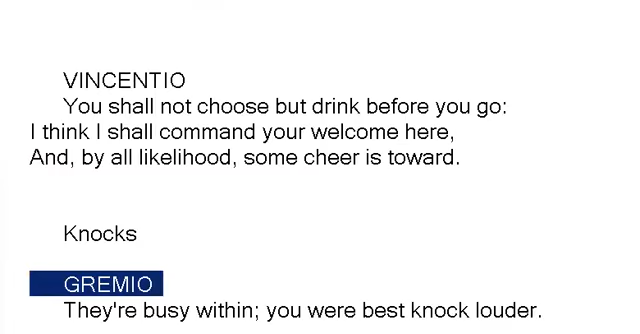 VINCENTIO
You shall not choose but drink before you go:
I think I shall command your welcome here,
And, by all likelihood, some cheer is toward.
Knocks
GREMIO
They're busy within; you were best knock louder.